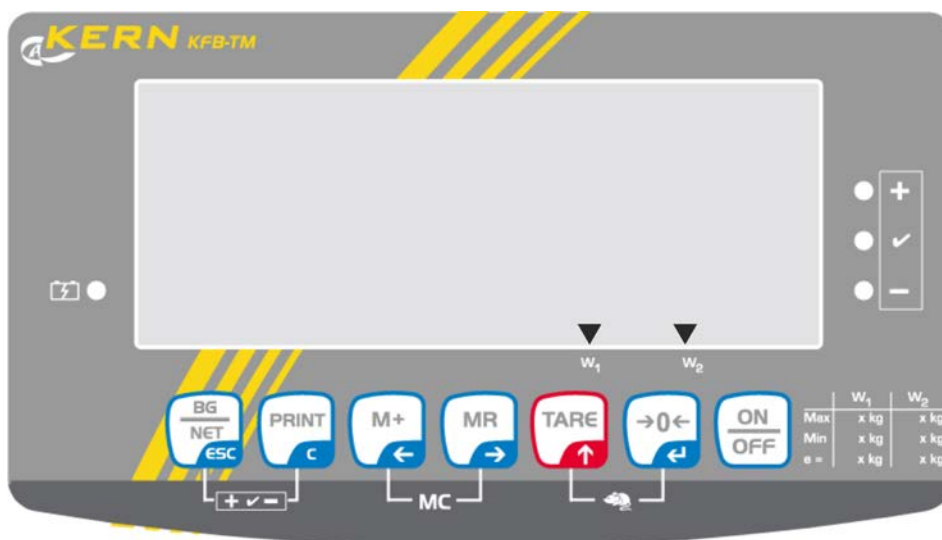 KERN KFB-TM
+
✓
−
W₁ W₂
BG
NET
ESC
PRINT
C
M+
←
MR
→
TARE
↑
→0←
↵
ON
OFF
+ ✓ −
MC
W₁ W₂
Max x kg x kg
Min x kg x kg
e = x kg x kg